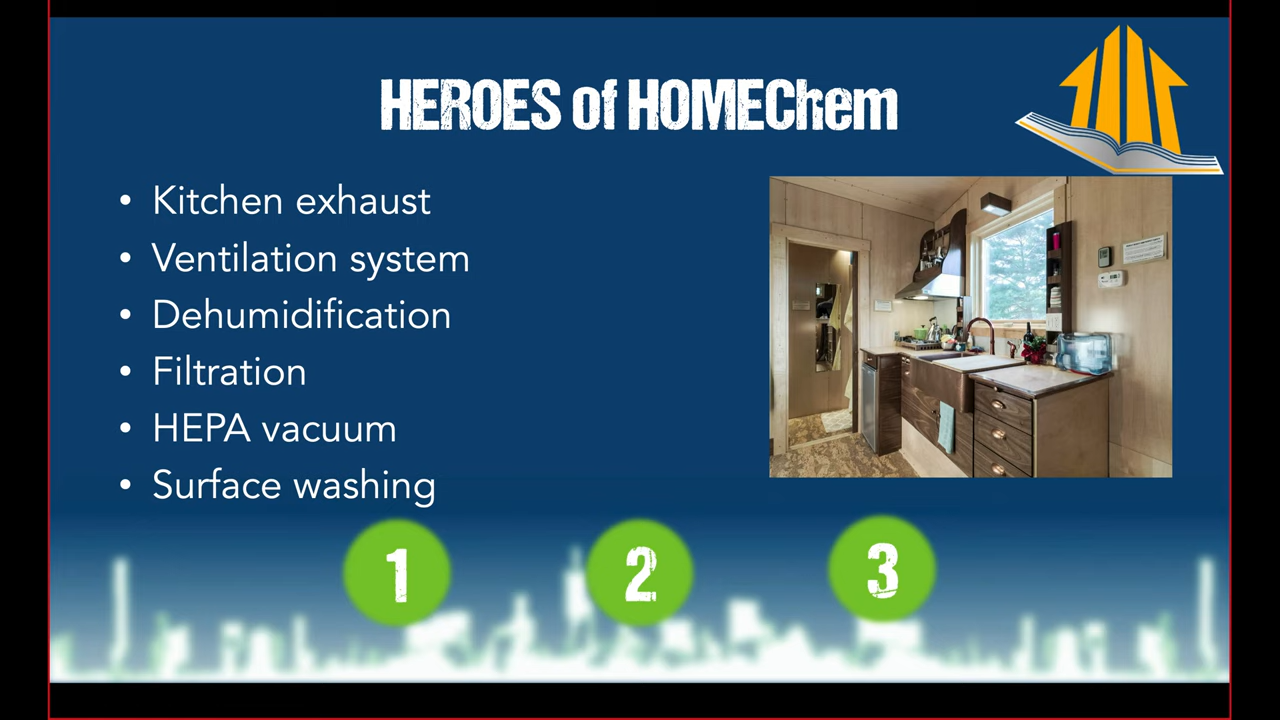 HEROES of HOMEChem
• Kitchen exhaust
• Ventilation system
• Dehumidification
• Filtration
• HEPA vacuum
• Surface washing
1 2 3